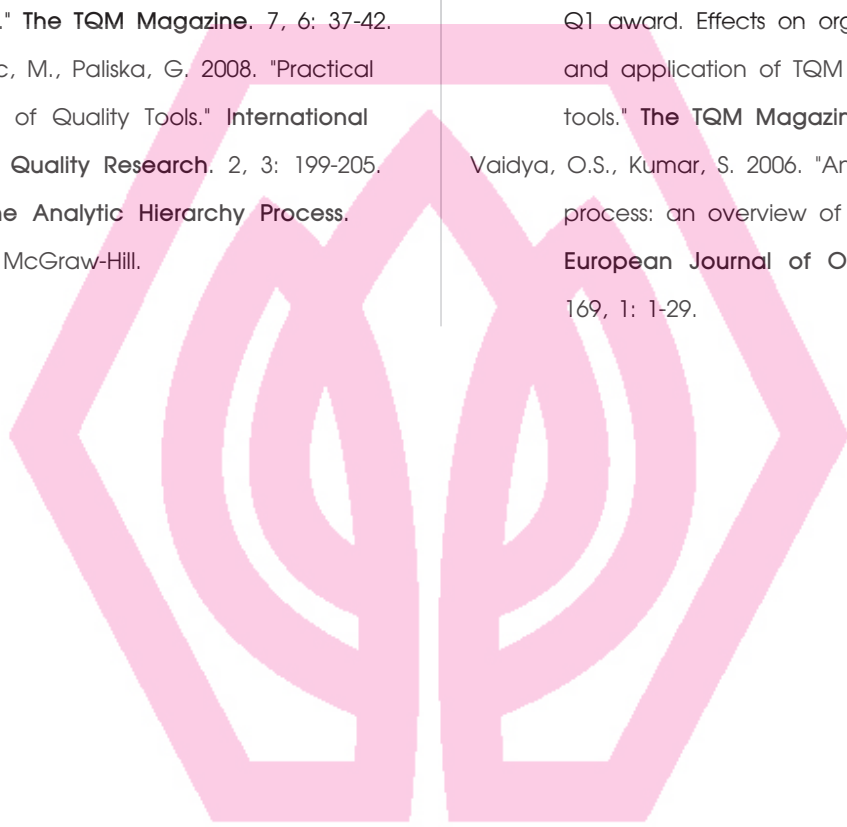 ." The TQM Magazine. 7, 6: 37-42.
c, M., Paliska, G. 2008. "Practical
of Quality Tools." International
Quality Research. 2, 3: 199-205.
e Analytic Hierarchy Process.
McGraw-Hill.
Q1 award. Effects on org
and application of TQM
tools." The TQM Magazin
Vaidya, O.S., Kumar, S. 2006. "An
process: an overview of
European Journal of O
169, 1: 1-29.